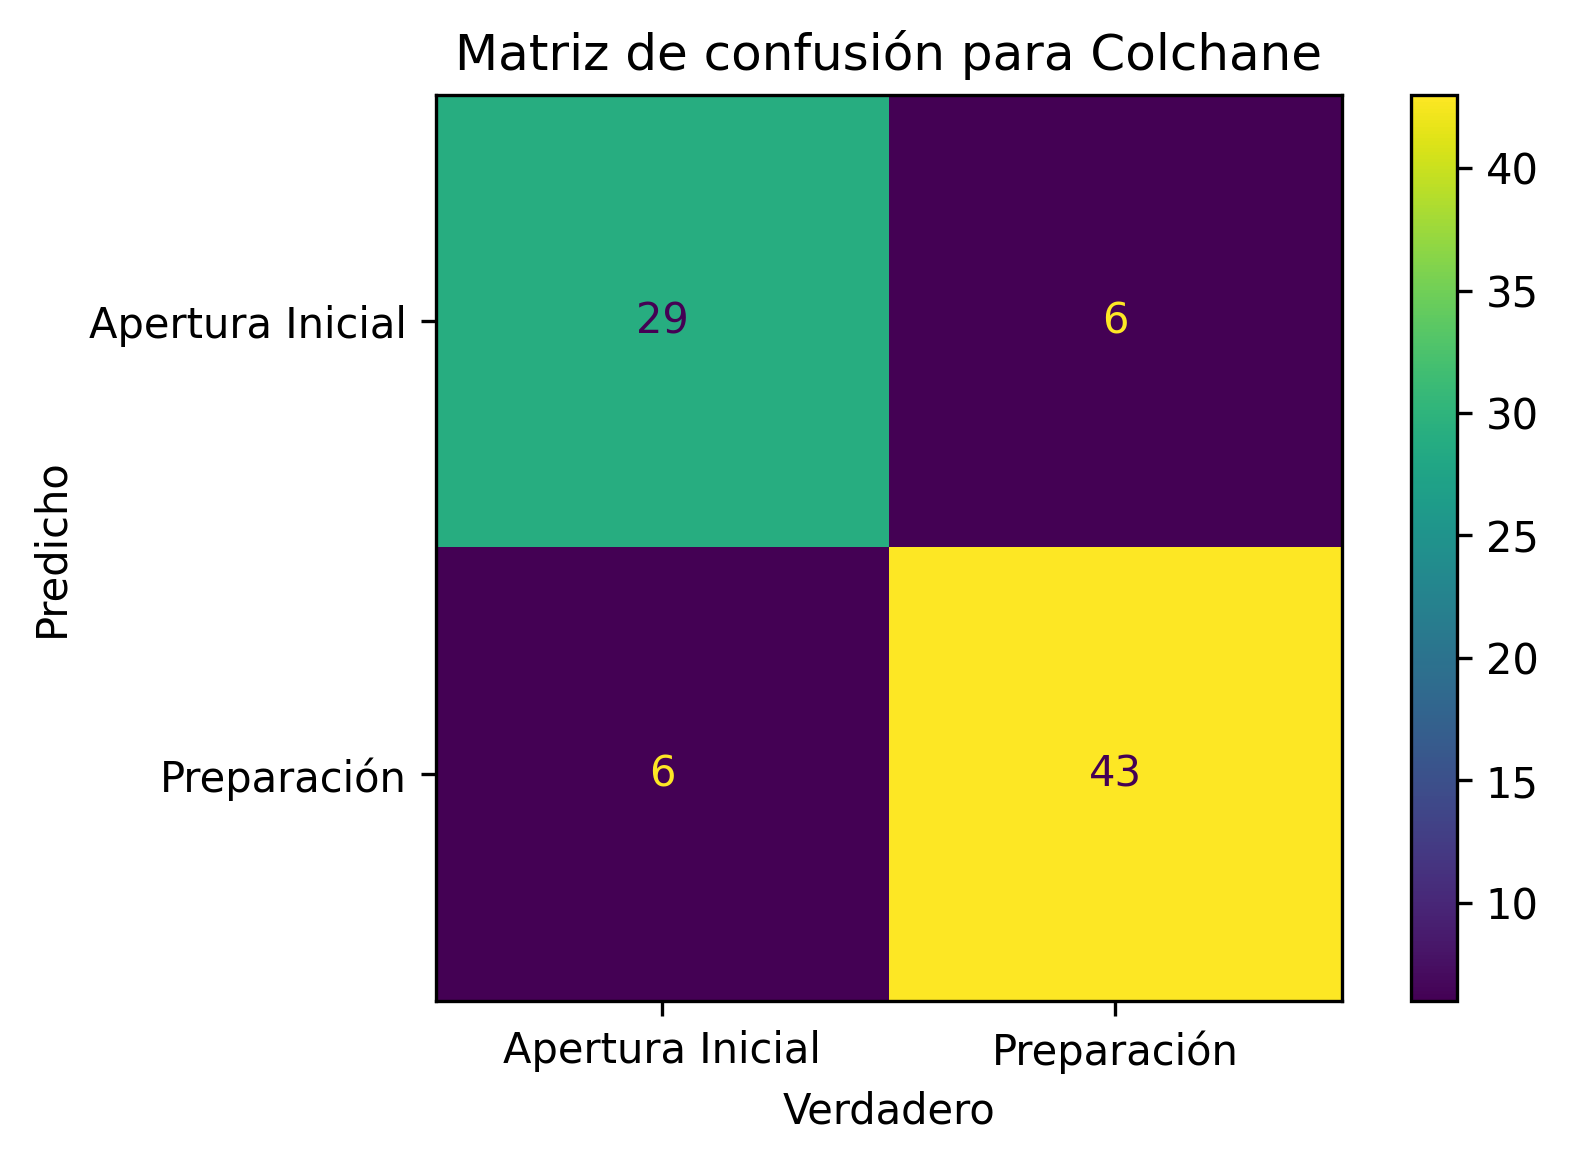 Matriz de confusión para Colchane
Predicho
Apertura Inicial
29
6
Preparación
6
43
Apertura Inicial
Preparación
Verdadero
40
35
30
25
20
15
10